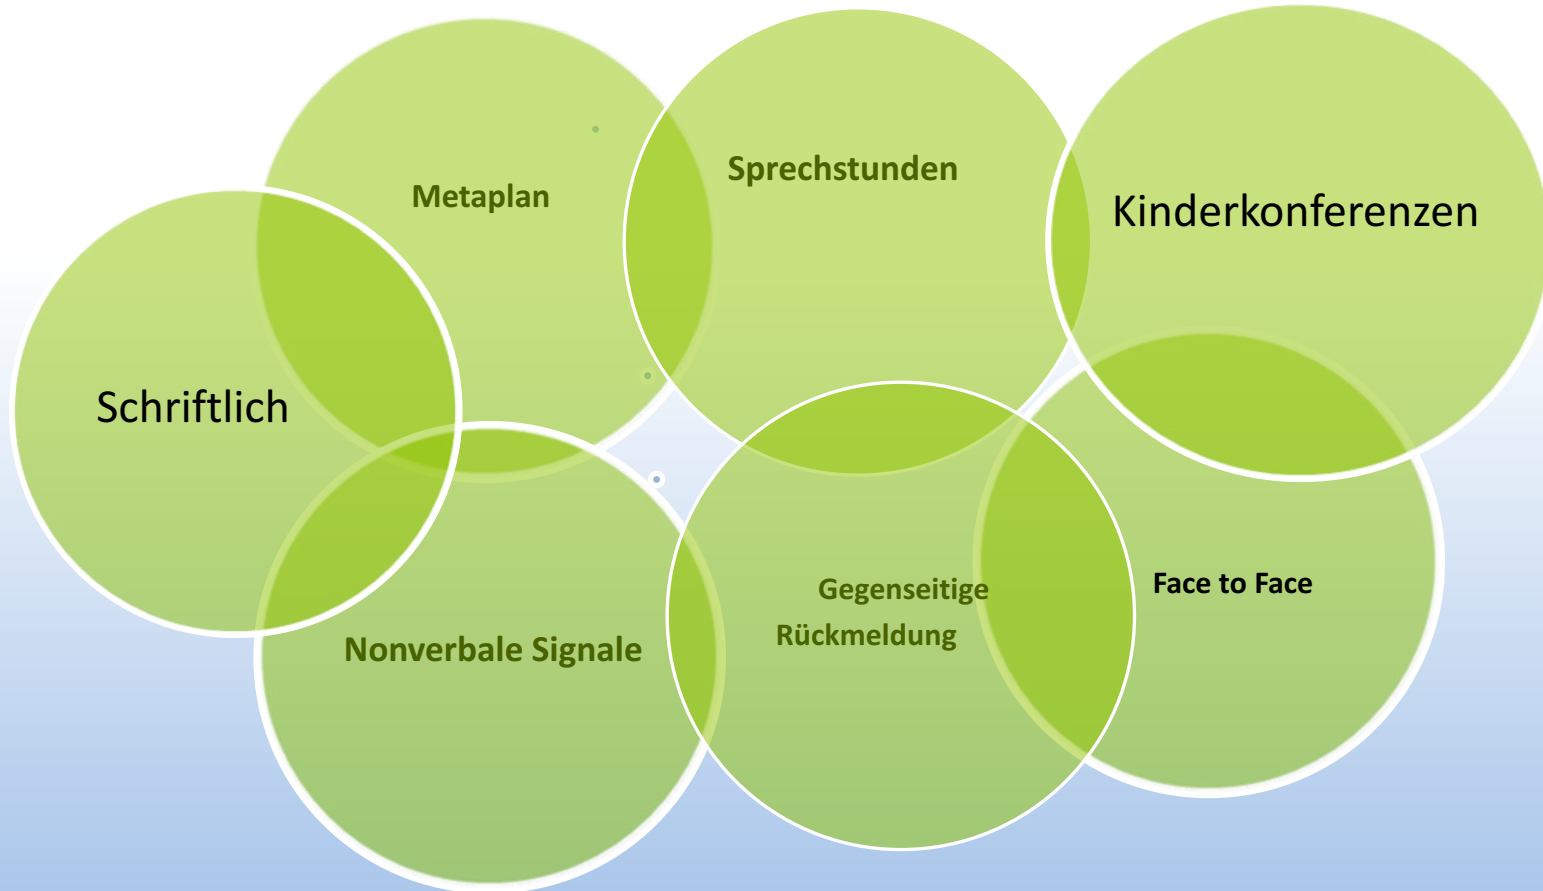 Metaplan
Sprechstunden
Kinderkonferenzen
Schriftlich
Nonverbale Signale
Gegenseitige
Rückmeldung
Face to Face